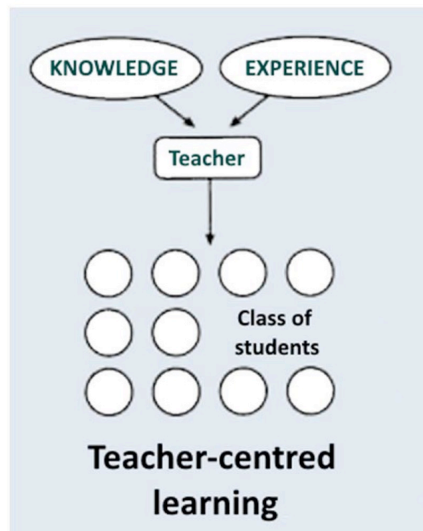 KNOWLEDGE
EXPERIENCE
Teacher
Class of
students
Teacher-centred
learning